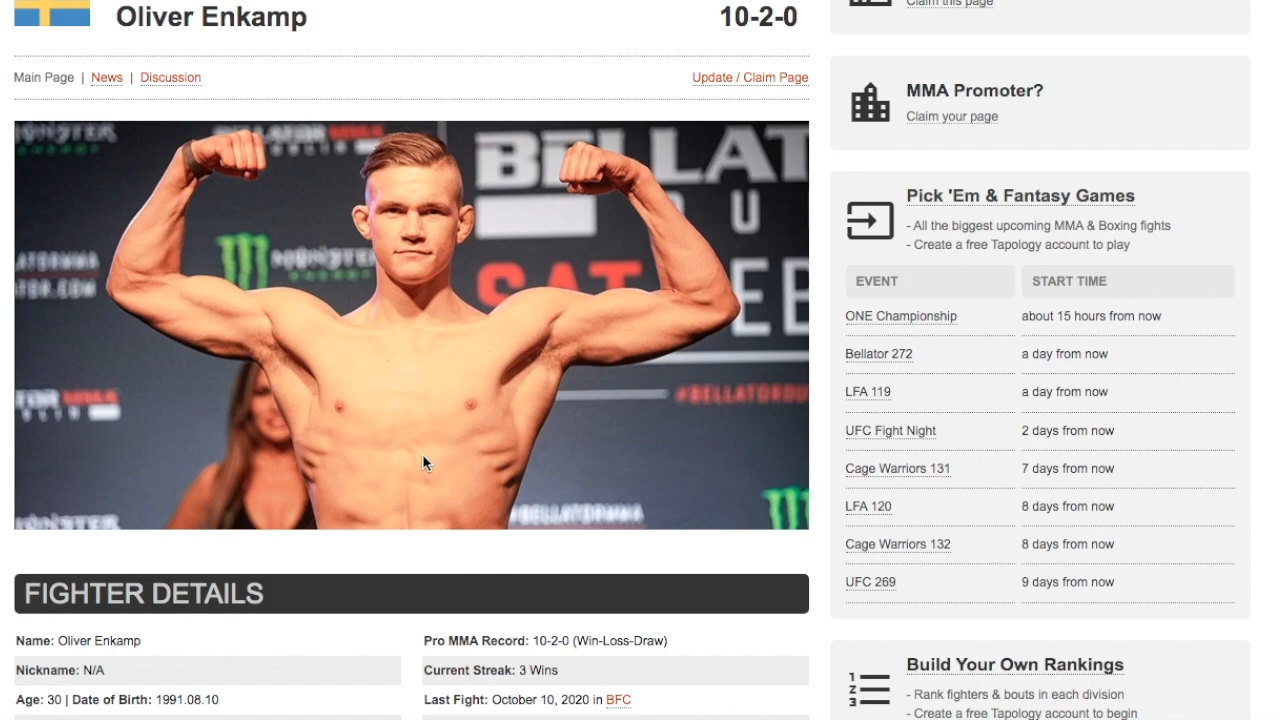 Oliver Enkamp
10-2-0
Main Page | News | Discussion
Update / Claim Page
MONSTER
BELLATOR MMA
BELLAT
U
SAT
EB
#BELLATORDU
#BELLATORMMA
FIGHTER DETAILS
Name: Oliver Enkamp
Pro MMA Record: 10-2-0 (Win-Loss-Draw)
Nickname: N/A
Current Streak: 3 Wins
Age: 30 | Date of Birth: 1991.08.10
Last Fight: October 10, 2020 in BFC
Claim this page
MMA Promoter?
Claim your page
Pick 'Em & Fantasy Games
- All the biggest upcoming MMA & Boxing fights
- Create a free Tapology account to play
EVENT START TIME
ONE Championship about 15 hours from now
Bellator 272 a day from now
LFA 119 a day from now
UFC Fight Night 2 days from now
Cage Warriors 131 7 days from now
LFA 120 8 days from now
Cage Warriors 132 8 days from now
UFC 269 9 days from now
Build Your Own Rankings
- Rank fighters & bouts in each division
- Create a free Tapology account to begin